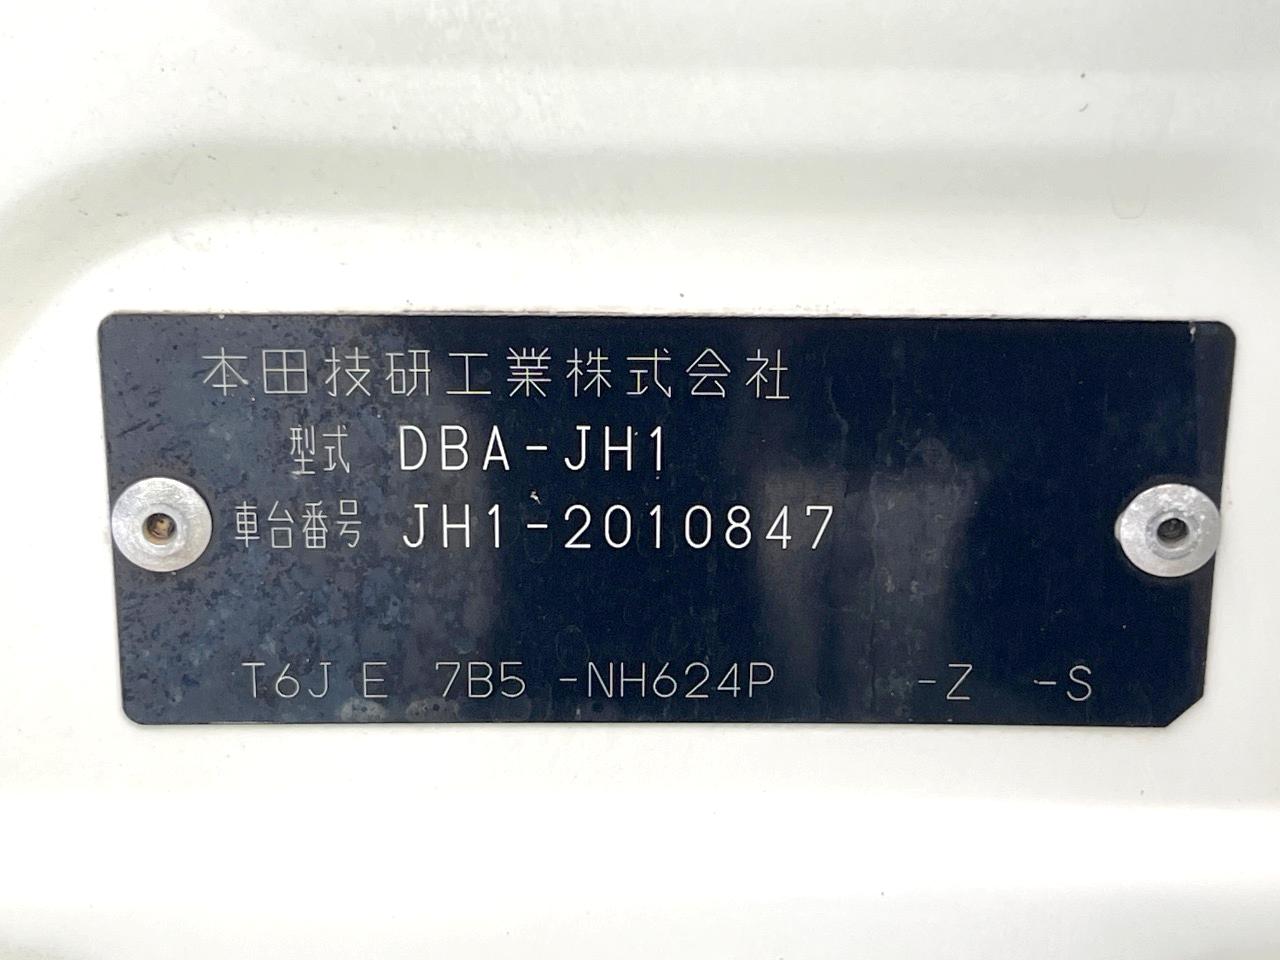 本田技研工業株式会社
型式 DBA-JH1
車台番号 JH1-2010847
T6J E 7B5 -NH624P -Z -S